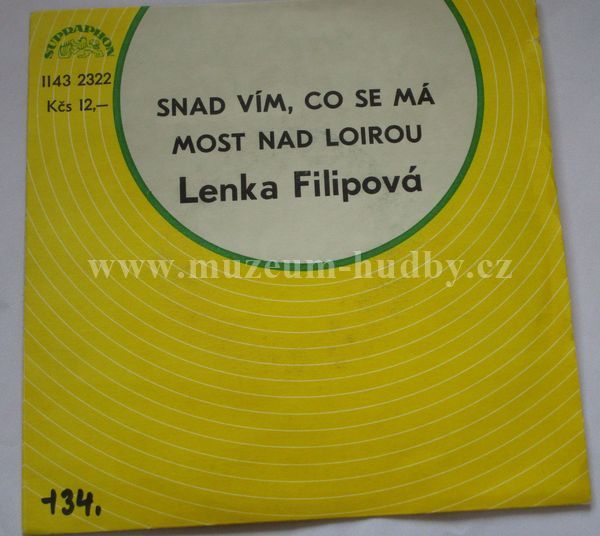 SUPRAPHON
1143 2322
Kčs 12,–
SNAD VÍM, CO SE MÁ
MOST NAD LOIROU
Lenka Filipová
www.muzeum-hudby.cz
134.